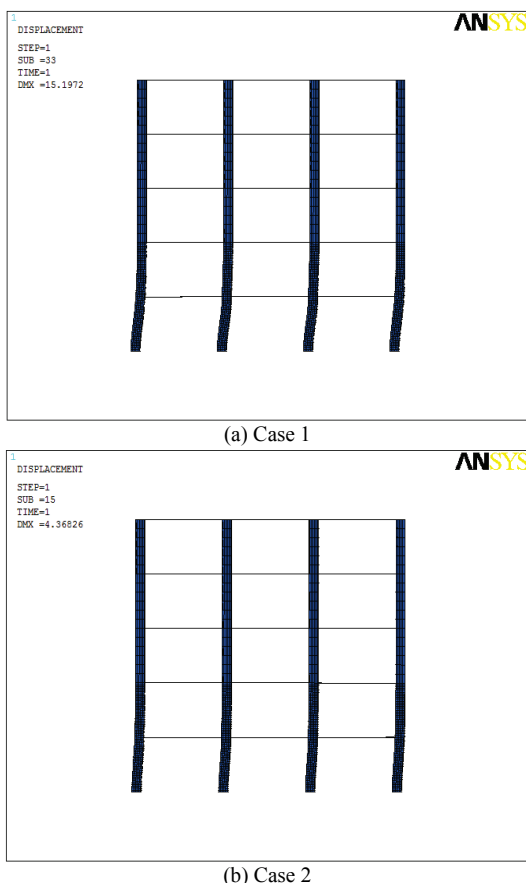 1
DISPLACEMENT
STEP=1
SUB =33
TIME=1
DMX =15.1972
ANSYS
(a) Case 1
1
DISPLACEMENT
STEP=1
SUB =15
TIME=1
DMX =4.36826
ANSYS
(b) Case 2